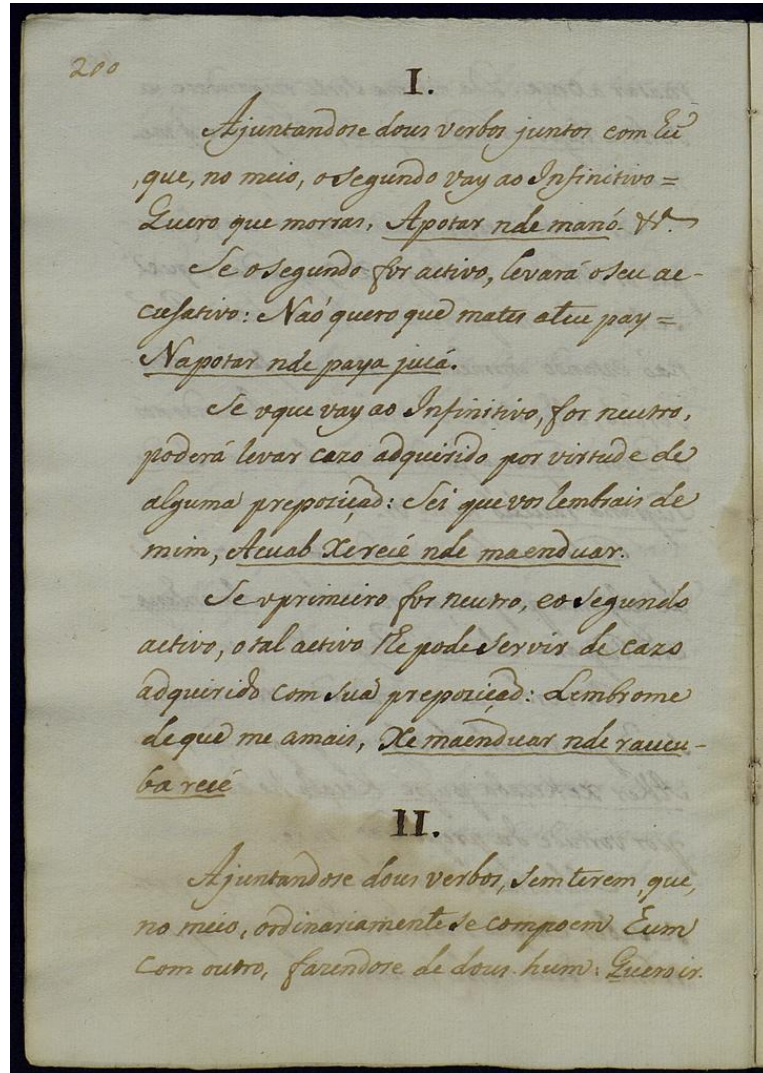 200
I.
Ajuntandose dous verbos juntos com hũ
,que, no meio, o segundo vay ao Infinitivo=
Quero que morras, Apotar nde manó. &ª.
Se o segundo for activo, levará o seu ac-
cusativo: Naõ quero que mates a teu pay=
Napotar nde paya jucá.
Se o que vay ao Infinitivo, for neutro,
poderá levar cazo adquirido por virtude de
alguma prepoziçaõ: Sei que vos lembrais de
mim, Acuab Xerecé nde maenduar.
Se o primeiro for neutro, e o segundo
activo, o tal activo lhe pode servir de cazo
adquirido com sua prepoziçaõ: Lembrome
de que me amais, Xe maenduar nde rauçu-
ba recé
II.
Ajuntandose dous verbos, sem terem ,que,
no meio, ordinariamente se compoem hum
com outro, fazendose de dous hum: Quero ir.